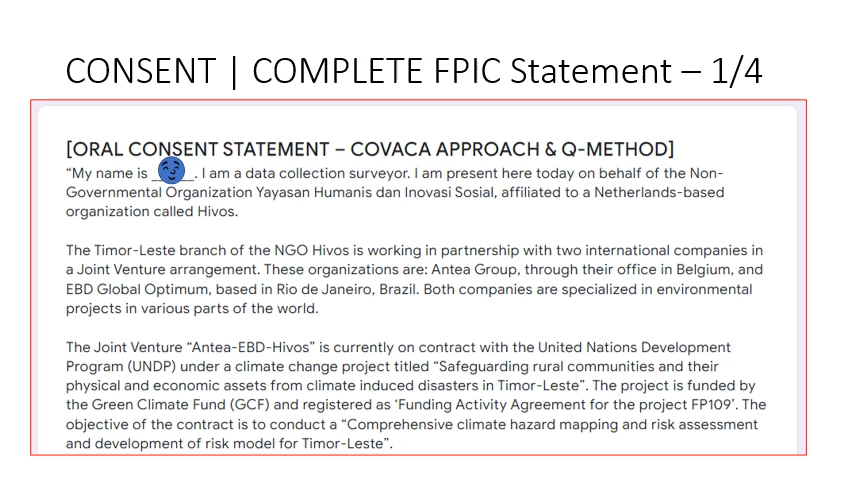 CONSENT | COMPLETE FPIC Statement – 1/4
[ORAL CONSENT STATEMENT – COVACA APPROACH & Q-METHOD]
“My name is ______. I am a data collection surveyor. I am present here today on behalf of the Non-
Governmental Organization Yayasan Humanis dan Inovasi Sosial, affiliated to a Netherlands-based
organization called Hivos.
The Timor-Leste branch of the NGO Hivos is working in partnership with two international companies in
a Joint Venture arrangement. These organizations are: Antea Group, through their office in Belgium, and
EBD Global Optimum, based in Rio de Janeiro, Brazil. Both companies are specialized in environmental
projects in various parts of the world.
The Joint Venture “Antea-EBD-Hivos” is currently on contract with the United Nations Development
Program (UNDP) under a climate change project titled “Safeguarding rural communities and their
physical and economic assets from climate induced disasters in Timor-Leste”. The project is funded by
the Green Climate Fund (GCF) and registered as ‘Funding Activity Agreement for the project FP109’. The
objective of the contract is to conduct a “Comprehensive climate hazard mapping and risk assessment
and development of risk model for Timor-Leste”.